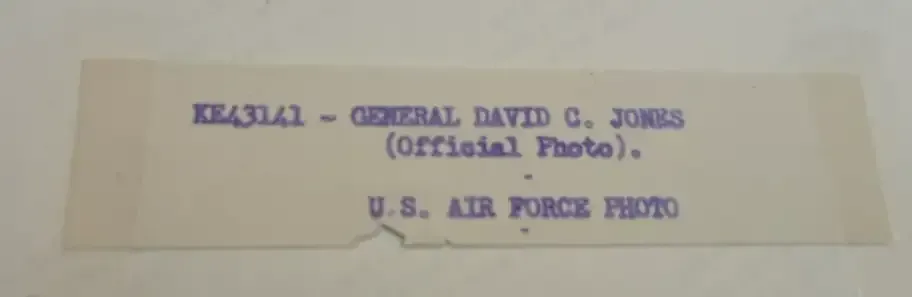 KE43141 - GENERAL DAVID C. JONES
(Official Photo).
U.S. AIR FORCE PHOTO